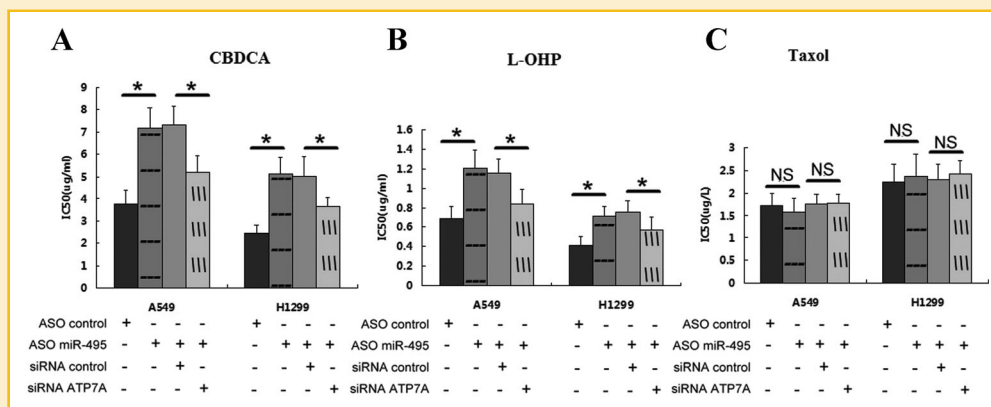 A
CBDCA
IC50(ug/ml)
9
8
7
6
5
4
3
2
1
0
* * * *
A549 H1299
B
L-OHP
IC50(ug/ml)
1.6
1.4
1.2
1
0.8
0.6
0.4
0.2
0
* * * *
A549 H1299
C
Taxol
IC50(ug/L)
3
2.5
2
1.5
1
0.5
0
NS NS NS NS
A549 H1299
ASO control + - - - + - - -
ASO miR-495 - + + + - + + +
siRNA control - - + - - - + -
siRNA ATP7A - - - + - - - +
ASO control + - - - + - - -
ASO miR-495 - + + + - + + +
siRNA control - - + - - - + -
siRNA ATP7A - - - + - - - +
ASO control + - - - + - - -
ASO miR-495 - + + + - + + +
siRNA control - - + - - - + -
siRNA ATP7A - - - + - - - +